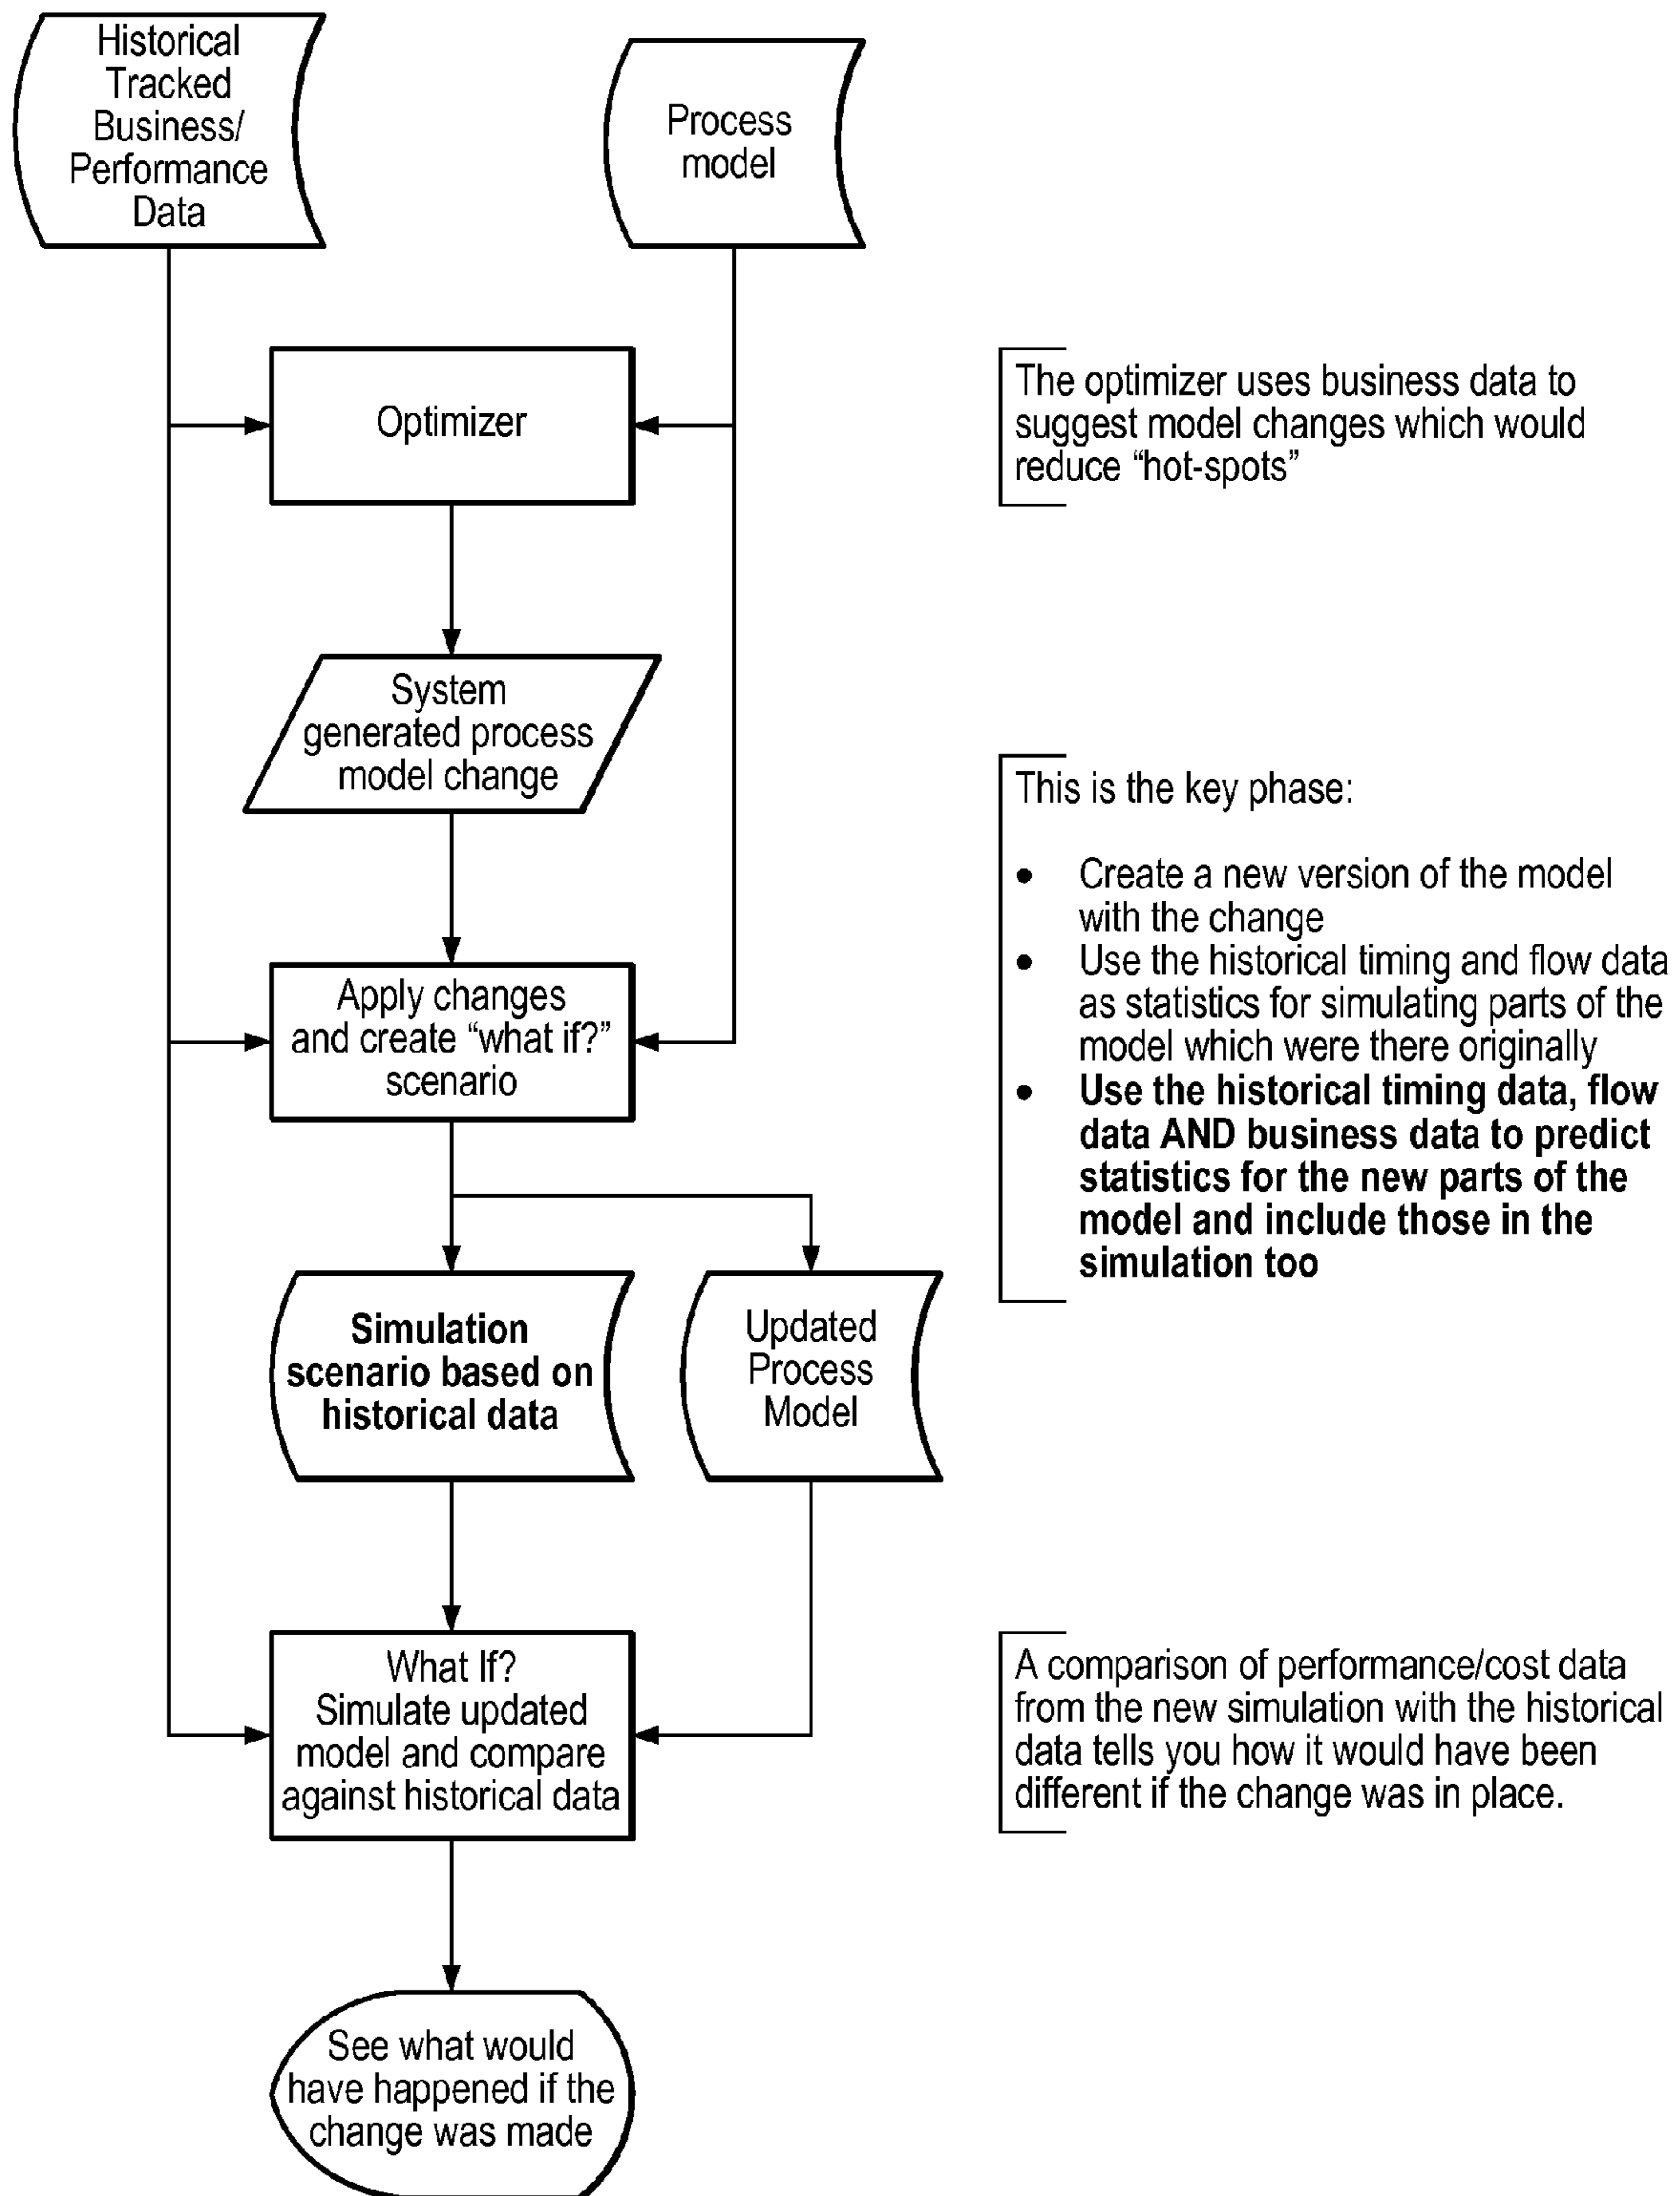 Historical
Tracked
Business/
Performance
Data
Process
model
Optimizer
The optimizer uses business data to
suggest model changes which would
reduce “hot-spots”
System
generated process
model change
This is the key phase:
• Create a new version of the model
with the change
• Use the historical timing and flow data
as statistics for simulating parts of the
model which were there originally
• Use the historical timing data, flow
data AND business data to predict
statistics for the new parts of the
model and include those in the
simulation too
Apply changes
and create “what if?”
scenario
Simulation
scenario based on
historical data
Updated
Process
Model
What If?
Simulate updated
model and compare
against historical data
A comparison of performance/cost data
from the new simulation with the historical
data tells you how it would have been
different if the change was in place.
See what would
have happened if the
change was made